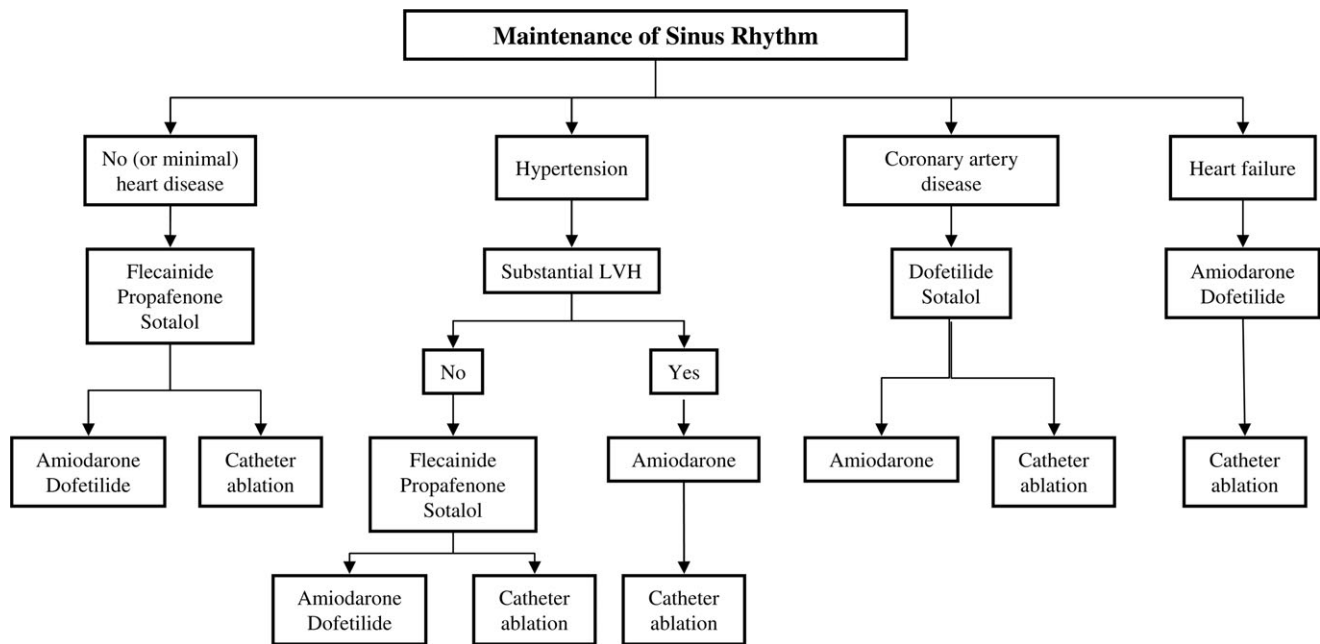 Maintenance of Sinus Rhythm
No (or minimal)
heart disease
Hypertension
Coronary artery
disease
Heart failure
Flecainide
Propafenone
Sotalol
Substantial LVH
Dofetilide
Sotalol
Amiodarone
Dofetilide
No
Yes
Amiodarone
Dofetilide
Catheter
ablation
Flecainide
Propafenone
Sotalol
Amiodarone
Amiodarone
Catheter
ablation
Catheter
ablation
Amiodarone
Dofetilide
Catheter
ablation
Catheter
ablation